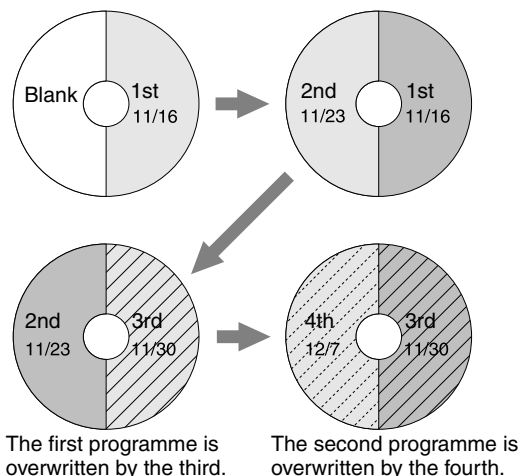 Blank
1st
11/16
2nd
11/23
1st
11/16
2nd
11/23
3rd
11/30
4th
12/7
3rd
11/30
The first programme is
overwritten by the third.
The second programme is
overwritten by the fourth.